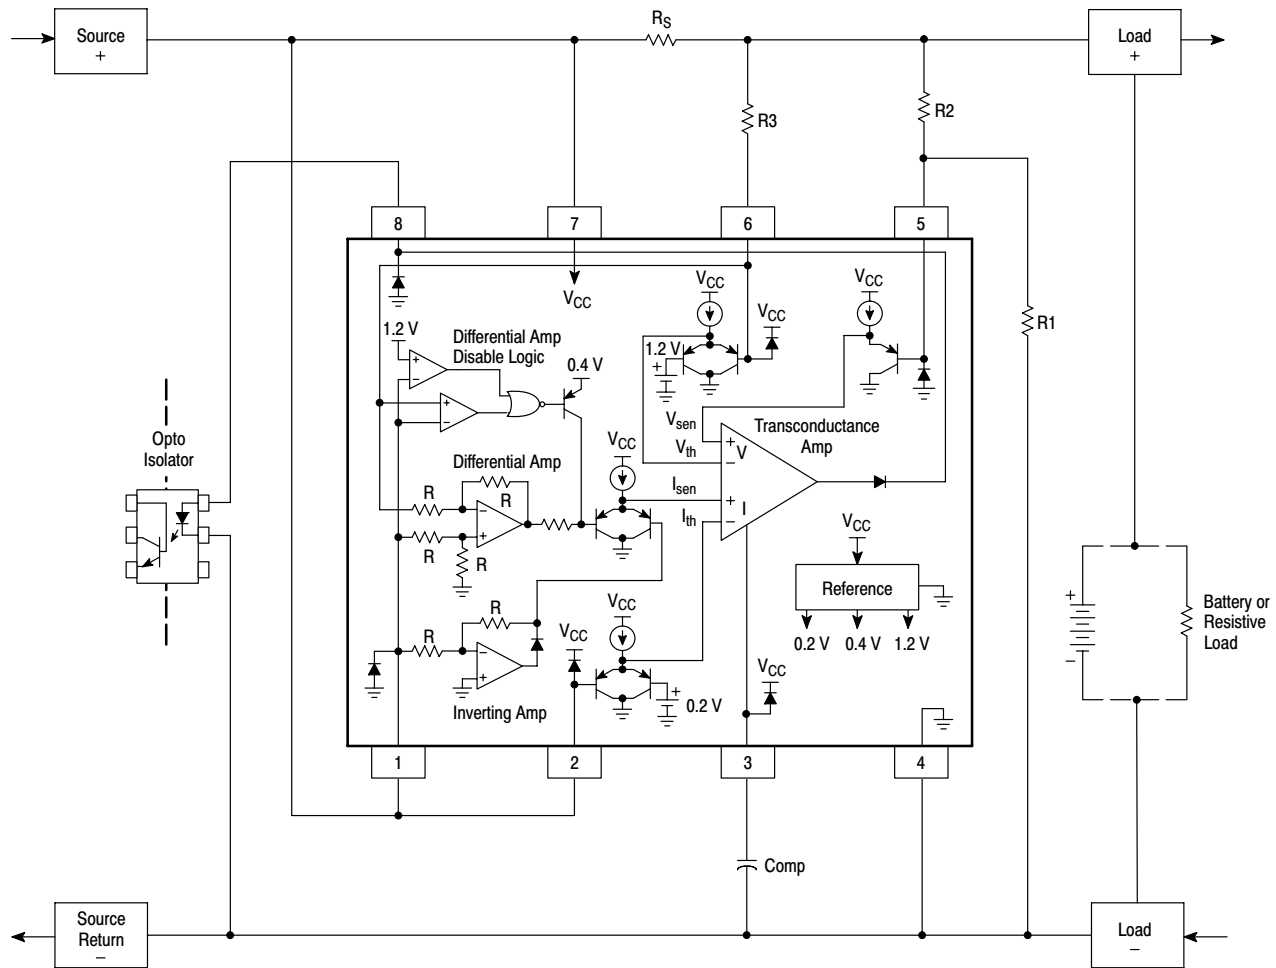 Source
+
R_S
Load
+
R3
R2
8
7
6
5
V_CC
V_CC
V_CC
V_CC
1.2 V
Differential Amp
Disable Logic
0.4 V
1.2 V
+
R1
+
−
+
−
Opto
Isolator
V_sen
V_th
Transconductance
Amp
+
V
−
V_CC
Differential Amp
R
R
−
+
R
R
I_sen
I_th
+
I
−
V_CC
Reference
0.2 V
0.4 V
1.2 V
+
−
Battery or
Resistive
Load
R
R
−
+
Inverting Amp
V_CC
V_CC
+
0.2 V
V_CC
1
2
3
4
Comp
Source
Return
−
Load
−